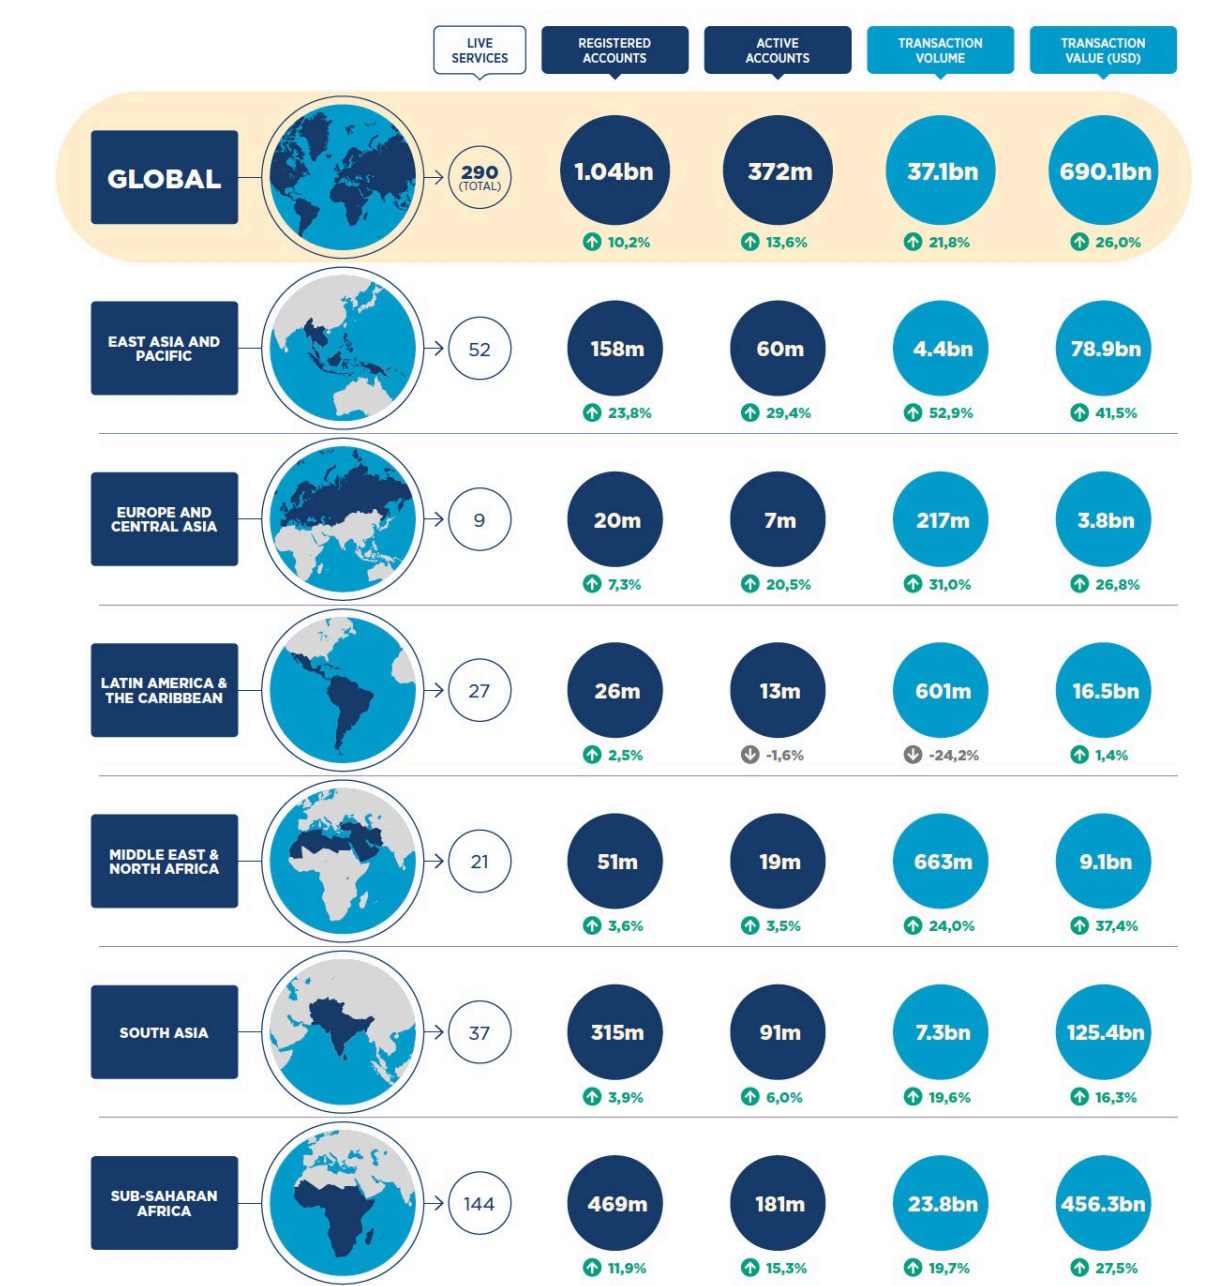 LIVE
SERVICES
REGISTERED
ACCOUNTS
ACTIVE
ACCOUNTS
TRANSACTION
VOLUME
TRANSACTION
VALUE (USD)
GLOBAL
290
(TOTAL)
1.04bn
10,2%
372m
13,6%
37.1bn
21,8%
690.1bn
26,0%
EAST ASIA AND
PACIFIC
52
158m
23,8%
60m
29,4%
4.4bn
52,9%
78.9bn
41,5%
EUROPE AND
CENTRAL ASIA
9
20m
7,3%
7m
20,5%
217m
31,0%
3.8bn
26,8%
LATIN AMERICA &
THE CARIBBEAN
27
26m
2,5%
13m
-1,6%
601m
-24,2%
16.5bn
1,4%
MIDDLE EAST &
NORTH AFRICA
21
51m
3,6%
19m
3,5%
663m
24,0%
9.1bn
37,4%
SOUTH ASIA
37
315m
3,9%
91m
6,0%
7.3bn
19,6%
125.4bn
16,3%
SUB-SAHARAN
AFRICA
144
469m
11,9%
181m
15,3%
23.8bn
19,7%
456.3bn
27,5%